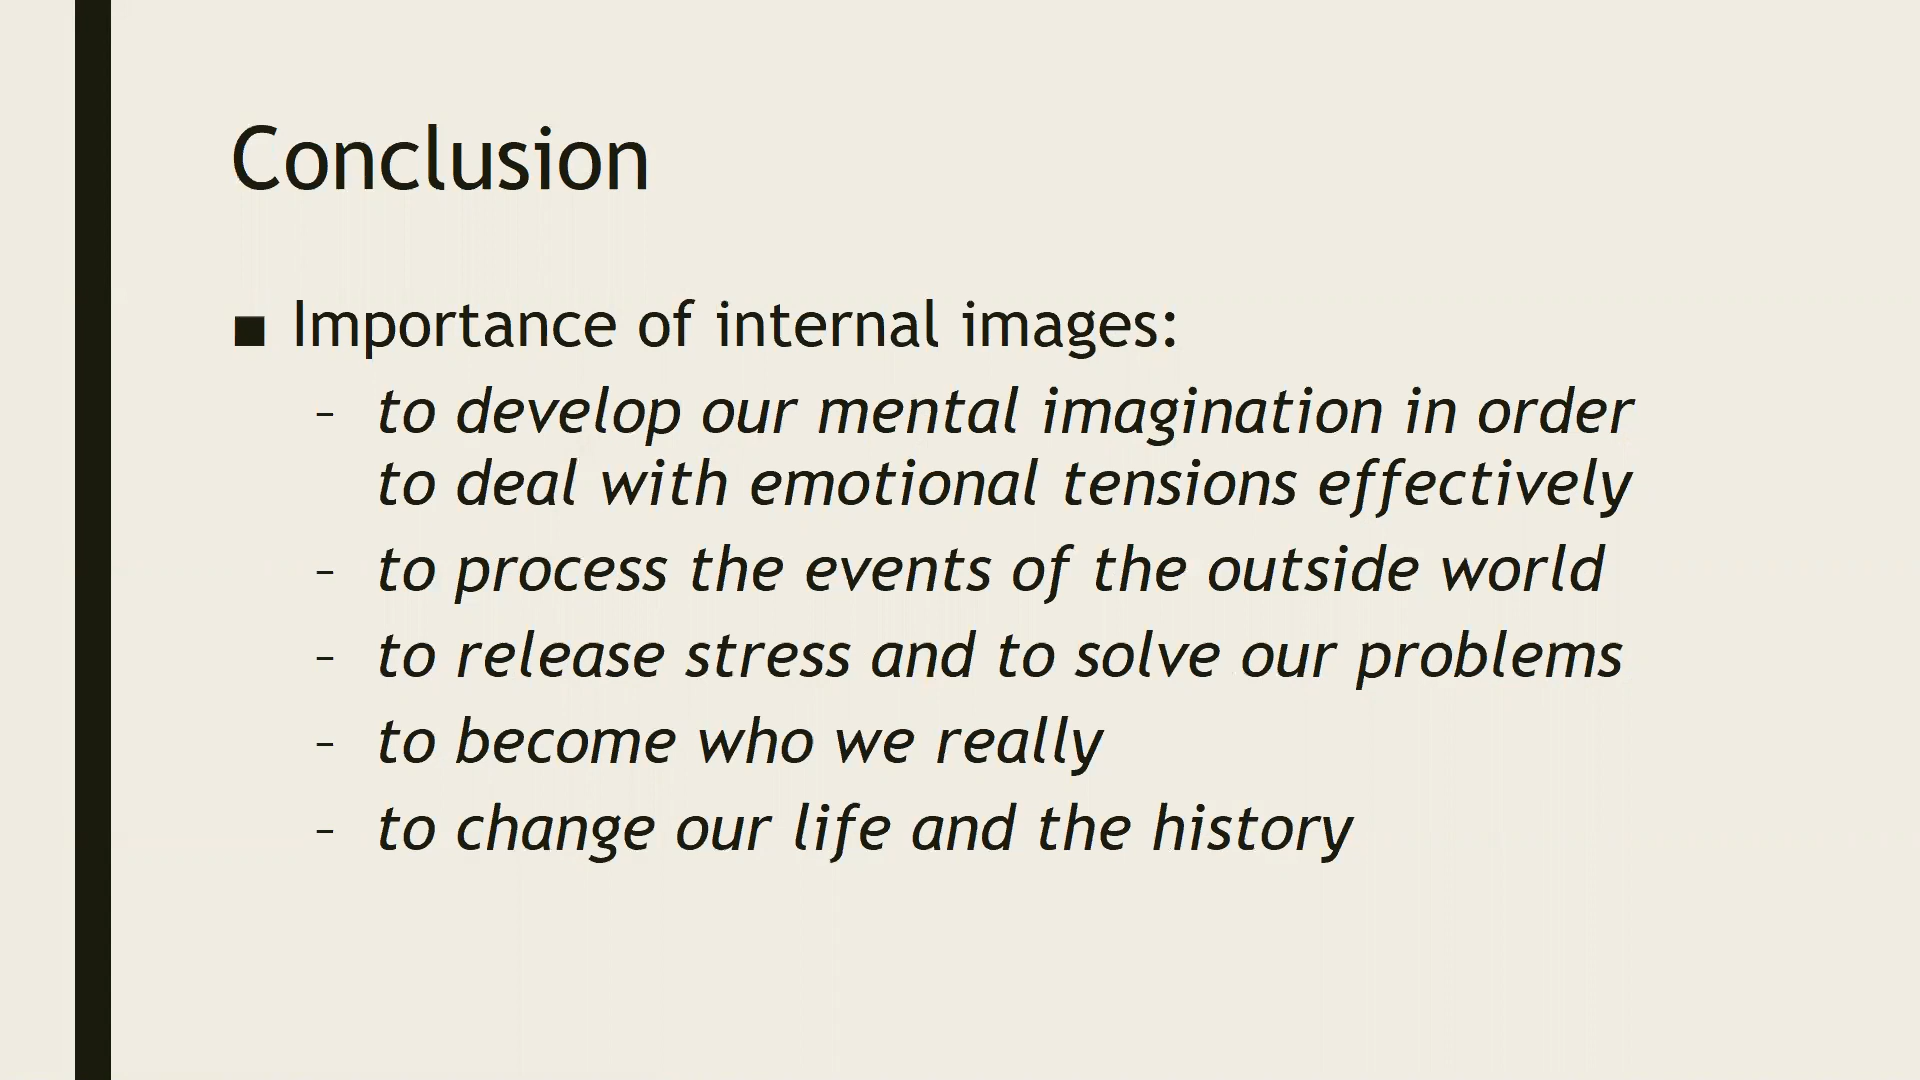 Conclusion
■ Importance of internal images:
– to develop our mental imagination in order
to deal with emotional tensions effectively
– to process the events of the outside world
– to release stress and to solve our problems
– to become who we really
– to change our life and the history